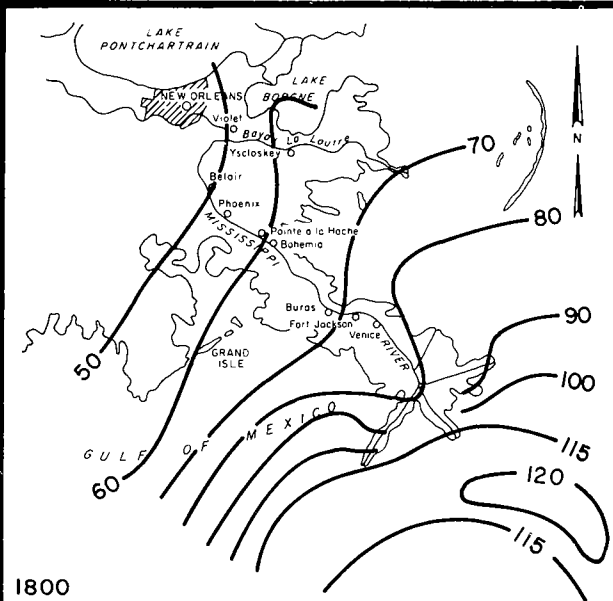 LAKE
PONTCHARTRAIN
LAKE
BORGNE
NEW ORLEANS
Violet
Bayou La Loutre
Yscloskey
70
N
Belair
80
Phoenix
MISSISSIPPI
Pointe a la Hache
Bohemia
Buras
Fort Jackson
Venice
RIVER
90
GRAND
ISLE
50
100
GULF OF MEXICO
115
60
120
115
1800